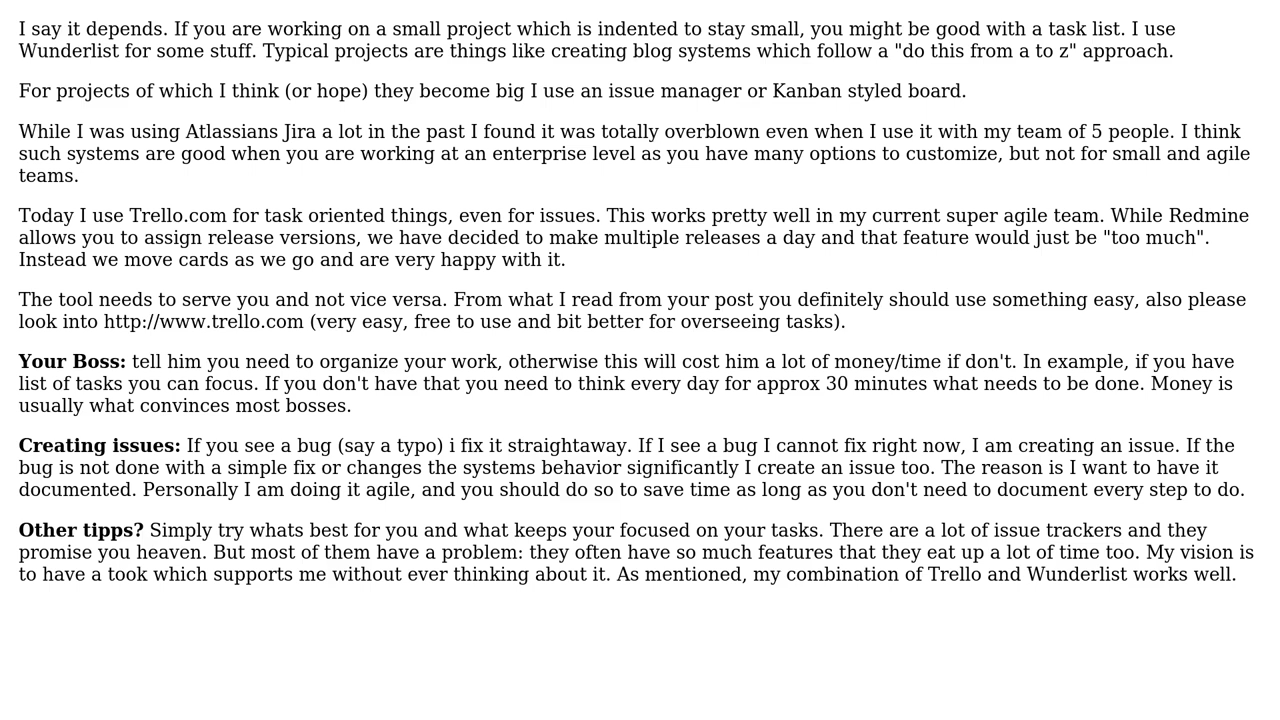 I say it depends. If you are working on a small project which is indented to stay small, you might be good with a task list. I use
Wunderlist for some stuff. Typical projects are things like creating blog systems which follow a "do this from a to z" approach.
For projects of which I think (or hope) they become big I use an issue manager or Kanban styled board.
While I was using Atlassians Jira a lot in the past I found it was totally overblown even when I use it with my team of 5 people. I think
such systems are good when you are working at an enterprise level as you have many options to customize, but not for small and agile
teams.
Today I use Trello.com for task oriented things, even for issues. This works pretty well in my current super agile team. While Redmine
allows you to assign release versions, we have decided to make multiple releases a day and that feature would just be "too much".
Instead we move cards as we go and are very happy with it.
The tool needs to serve you and not vice versa. From what I read from your post you definitely should use something easy, also please
look into http://www.trello.com (very easy, free to use and bit better for overseeing tasks).
Your Boss: tell him you need to organize your work, otherwise this will cost him a lot of money/time if don't. In example, if you have
list of tasks you can focus. If you don't have that you need to think every day for approx 30 minutes what needs to be done. Money is
usually what convinces most bosses.
Creating issues: If you see a bug (say a typo) i fix it straightaway. If I see a bug I cannot fix right now, I am creating an issue. If the
bug is not done with a simple fix or changes the systems behavior significantly I create an issue too. The reason is I want to have it
documented. Personally I am doing it agile, and you should do so to save time as long as you don't need to document every step to do.
Other tipps? Simply try whats best for you and what keeps your focused on your tasks. There are a lot of issue trackers and they
promise you heaven. But most of them have a problem: they often have so much features that they eat up a lot of time too. My vision is
to have a took which supports me without ever thinking about it. As mentioned, my combination of Trello and Wunderlist works well.